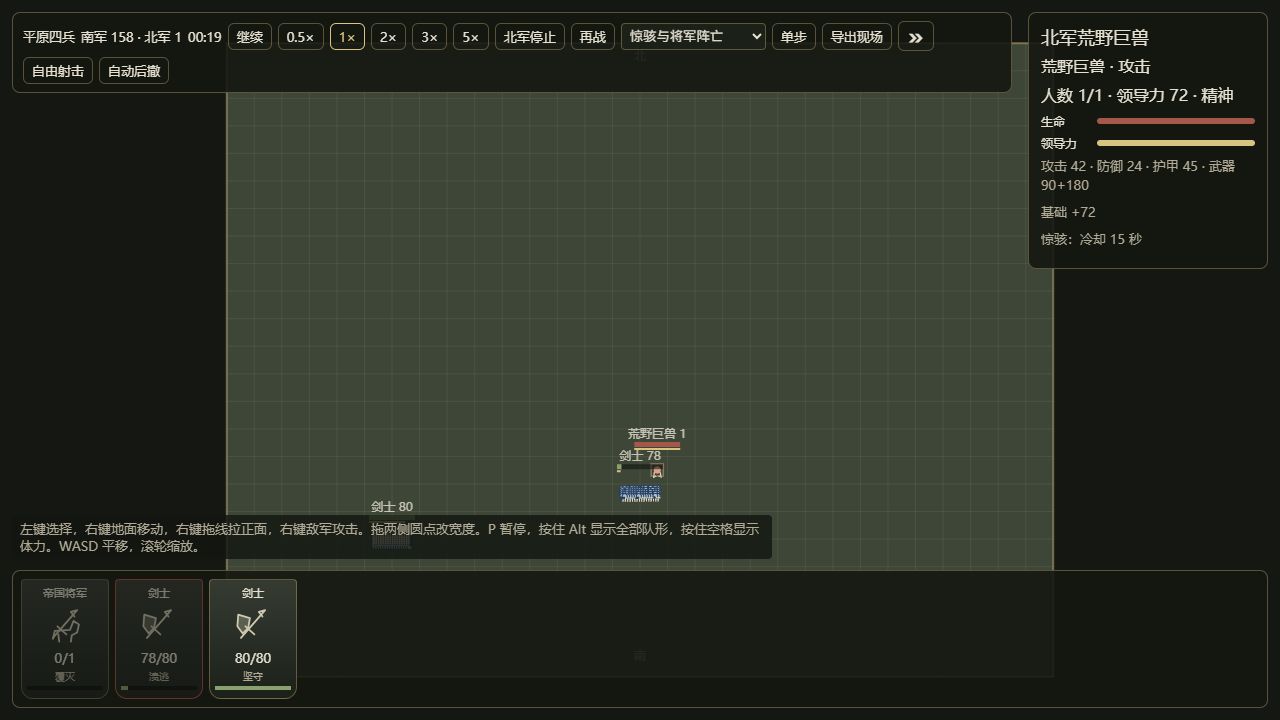 平原四兵 南军 158 · 北军 1 00:19 继续 0.5× 1× 2× 3× 5× 北军停止 再战 惊骇与将军阵亡 单步 导出现场 »
自由射击 自动后撤
北
北军荒野巨兽
荒野巨兽 · 攻击
人数 1/1 · 领导力 72 · 精神
生命
领导力
攻击 42 · 防御 24 · 护甲 45 · 武器
90+180
基础 +72
惊骇：冷却 15 秒
荒野巨兽 1
剑士 78
剑士 80
左键选择，右键地面移动，右键拖线拉正面，右键敌军攻击。拖两侧圆点改宽度。P 暂停，按住 Alt 显示全部队形，按住空格显示
体力。WASD 平移，滚轮缩放。
帝国将军
0/1
覆灭
剑士
78/80
溃逃
剑士
80/80
坚守
南